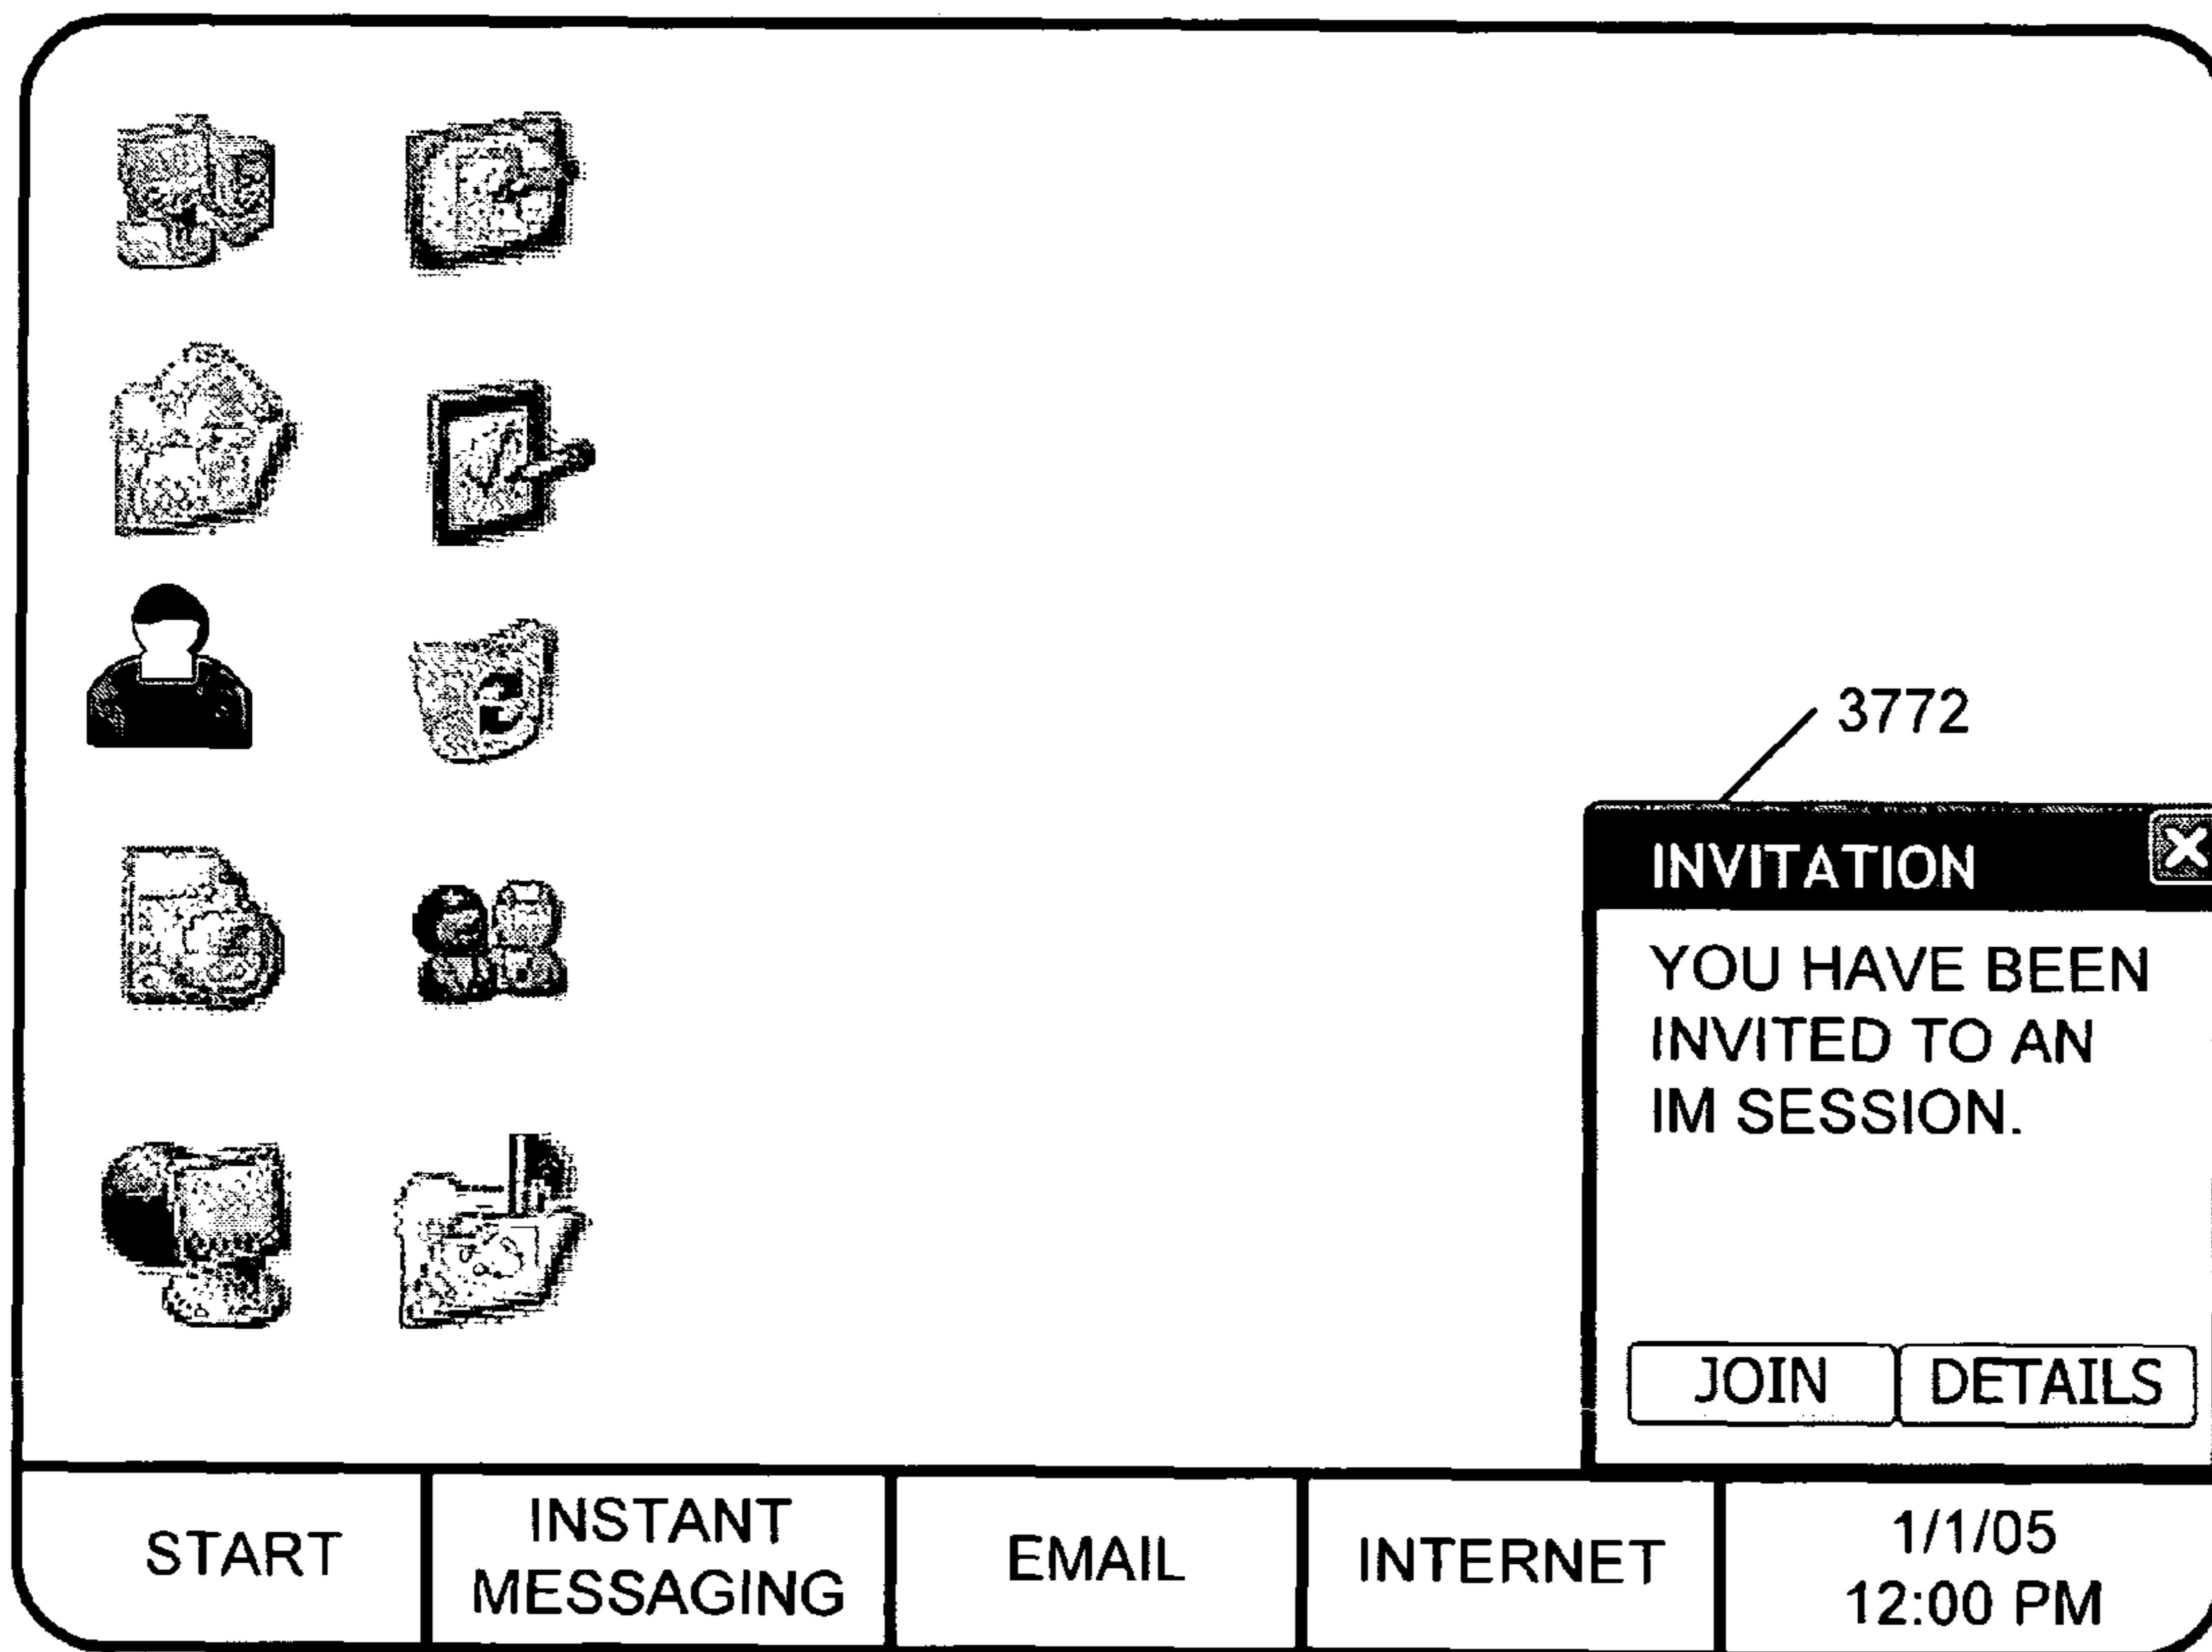 3772
INVITATION
YOU HAVE BEEN
INVITED TO AN
IM SESSION.
JOIN
DETAILS
START
INSTANT
MESSAGING
EMAIL
INTERNET
1/1/05
12:00 PM